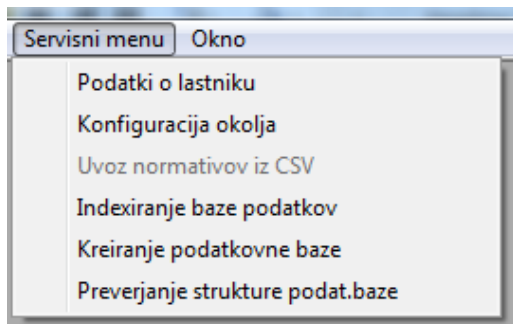 Servisni menu Okno
Podatki o lastniku
Konfiguracija okolja
Uvoz normativov iz CSV
Indexiranje baze podatkov
Kreiranje podatkovne baze
Preverjanje strukture podat.baze